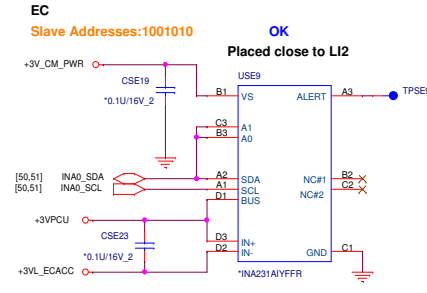 EC
Slave Addresses:1001010
OK
Placed close to LI2
+3V_CM_PWR
CSE19
*0.1U/16V_2
USE9
B1 VS ALERT A3
C3 A1
B3 A0
[50,51] INA0_SDA A2 SDA NC#1 B2
[50,51] INA0_SCL A1 SCL NC#2 C2
D1 BUS
+3VPCU
CSE23
*0.1U/16V_2
D3 IN+
D2 IN- GND C1
+3VL_ECACC
*INA231AIYFFR